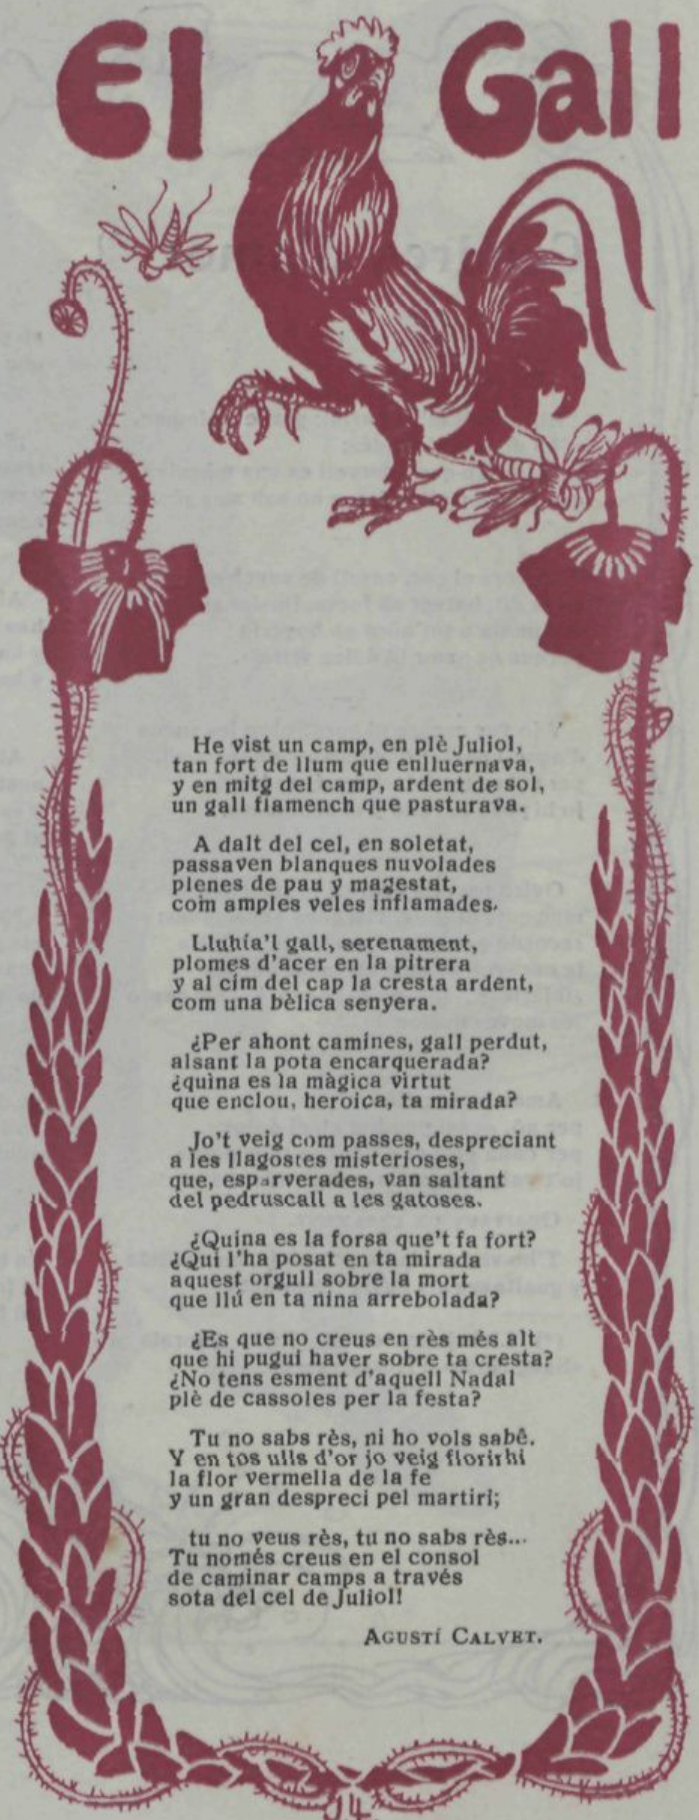 El Gall
He vist un camp, en plè Juliol,
tan fort de llum que enlluernava,
y en mitg del camp, ardent de sol,
un gall flamench que pasturava.
A dalt del cel, en soletat,
passaven blanques nuvolades
plenes de pau y magestat,
com amples veles inflamades.
Lluhía'l gall, serenament,
plomes d'acer en la pitrera
y al cim del cap la cresta ardent,
com una bèlica senyera.
¿Per ahont camines, gall perdut,
alsant la pota encarquerada?
¿quina es la màgica virtut
que enclou, heroica, ta mirada?
Jo't veig com passes, despreciant
a les llagostes misterioses,
que, esparverades, van saltant
del pedruscall a les gatoses.
¿Quina es la forsa que't fa fort?
¿Qui l'ha posat en ta mirada
aquest orgull sobre la mort
que llú en ta nina arrebolada?
¿Es que no creus en rès més alt
que hi pugui haver sobre ta cresta?
¿No tens esment d'aquell Nadal
plè de cassoles per la festa?
Tu no sabs rès, ni ho vols sabê.
Y en tos ulls d'or jo veig florirhi
la flor vermella de la fe
y un gran despreci pel martiri;
tu no veus rès, tu no sabs rès...
Tu només creus en el consol
de caminar camps a través
sota del cel de Juliol!
AGUSTÍ CALVET.